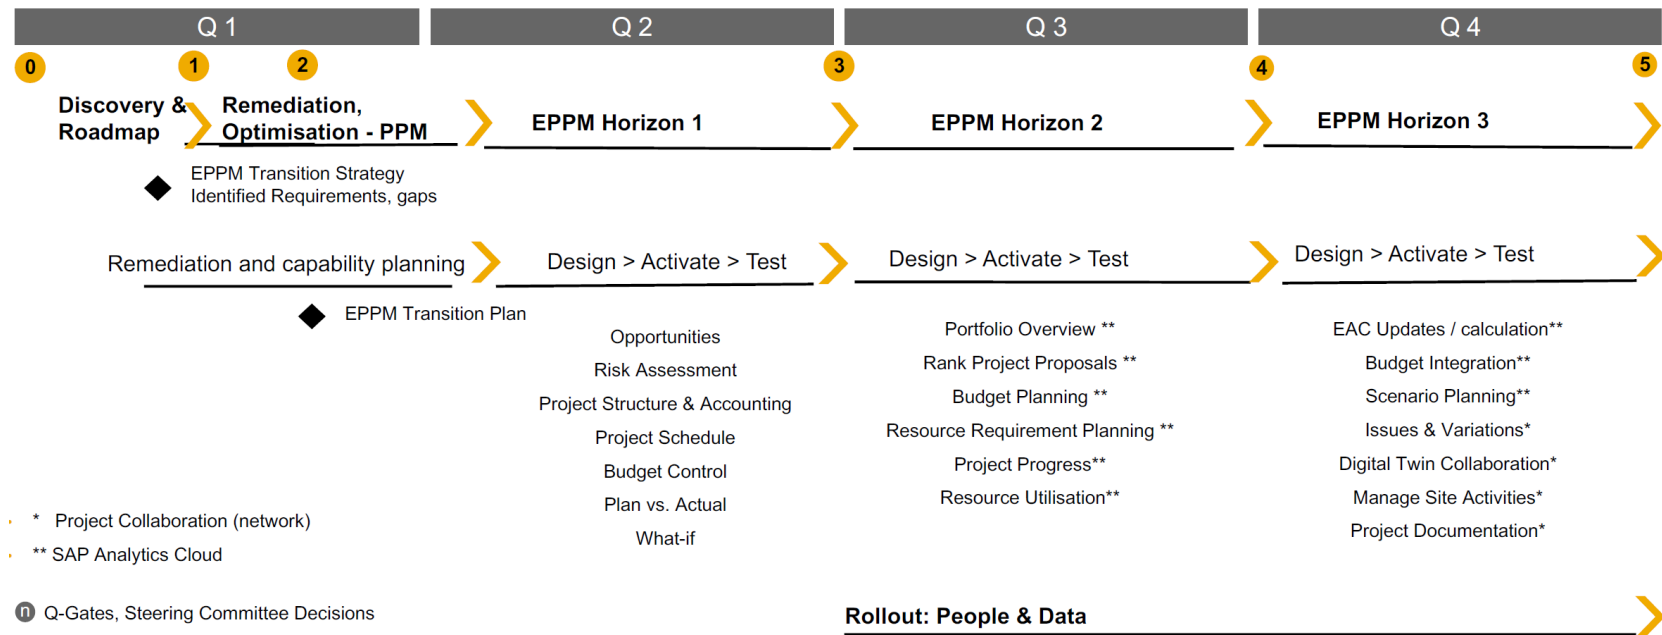 Q 1
Q 2
Q 3
Q 4
0
1
2
3
4
5
Discovery &
Roadmap
Remediation,
Optimisation - PPM
EPPM Horizon 1
EPPM Horizon 2
EPPM Horizon 3
EPPM Transition Strategy
Identified Requirements, gaps
Remediation and capability planning
Design > Activate > Test
Design > Activate > Test
Design > Activate > Test
EPPM Transition Plan
Opportunities
Risk Assessment
Project Structure & Accounting
Project Schedule
Budget Control
Plan vs. Actual
What-if
Portfolio Overview **
Rank Project Proposals **
Budget Planning **
Resource Requirement Planning **
Project Progress**
Resource Utilisation**
EAC Updates / calculation**
Budget Integration**
Scenario Planning**
Issues & Variations*
Digital Twin Collaboration*
Manage Site Activities*
Project Documentation*
* Project Collaboration (network)
** SAP Analytics Cloud
n Q-Gates, Steering Committee Decisions
Rollout: People & Data